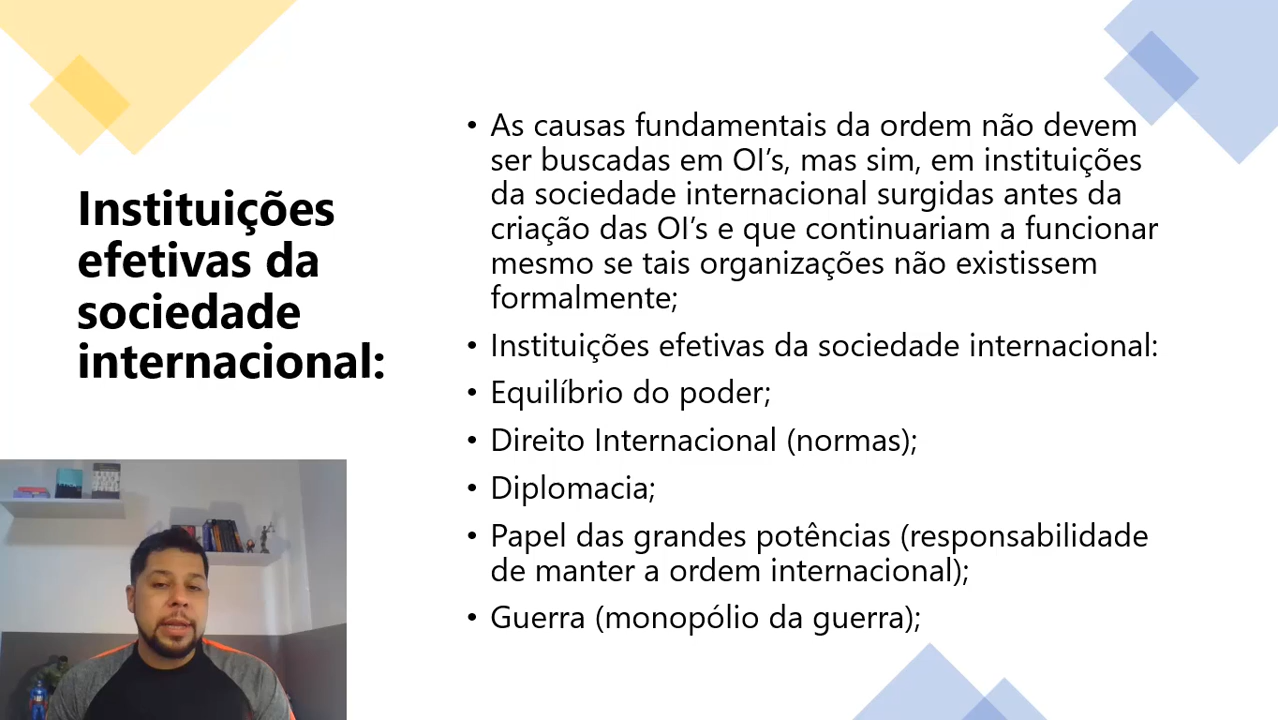 Instituições
efetivas da
sociedade
internacional:
• As causas fundamentais da ordem não devem
ser buscadas em OI’s, mas sim, em instituições
da sociedade internacional surgidas antes da
criação das OI’s e que continuariam a funcionar
mesmo se tais organizações não existissem
formalmente;
• Instituições efetivas da sociedade internacional:
• Equilíbrio do poder;
• Direito Internacional (normas);
• Diplomacia;
• Papel das grandes potências (responsabilidade
de manter a ordem internacional);
• Guerra (monopólio da guerra);